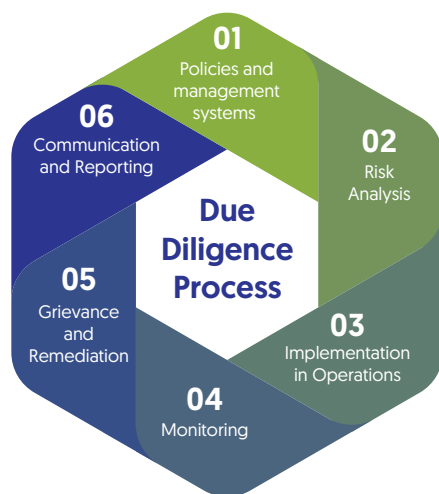 01
Policies and
management
systems
02
Risk
Analysis
03
Implementation
in Operations
04
Monitoring
05
Grievance
and
Remediation
06
Communication
and Reporting
Due
Diligence
Process